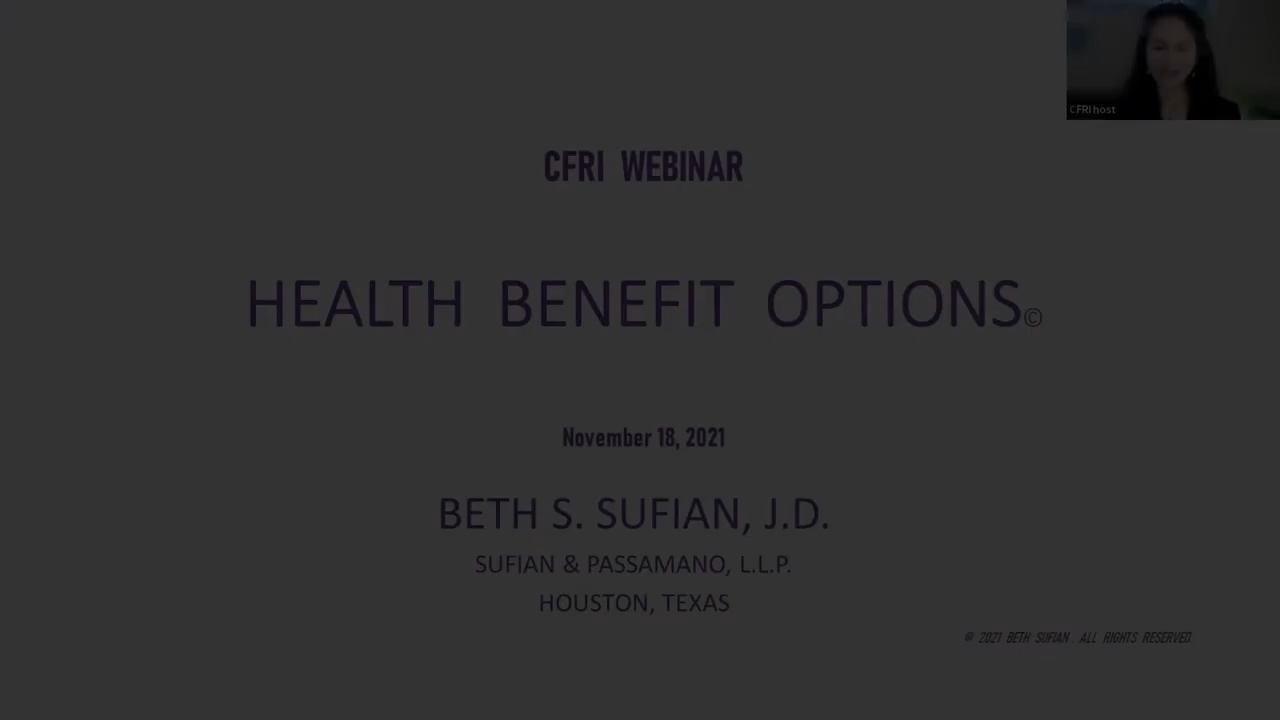 CFRI host
CFRI WEBINAR
HEALTH BENEFIT OPTIONS©
November 18, 2021
BETH S. SUFIAN, J.D.
SUFIAN & PASSAMANO, L.L.P.
HOUSTON, TEXAS
© 2021 BETH SUFIAN . ALL RIGHTS RESERVED